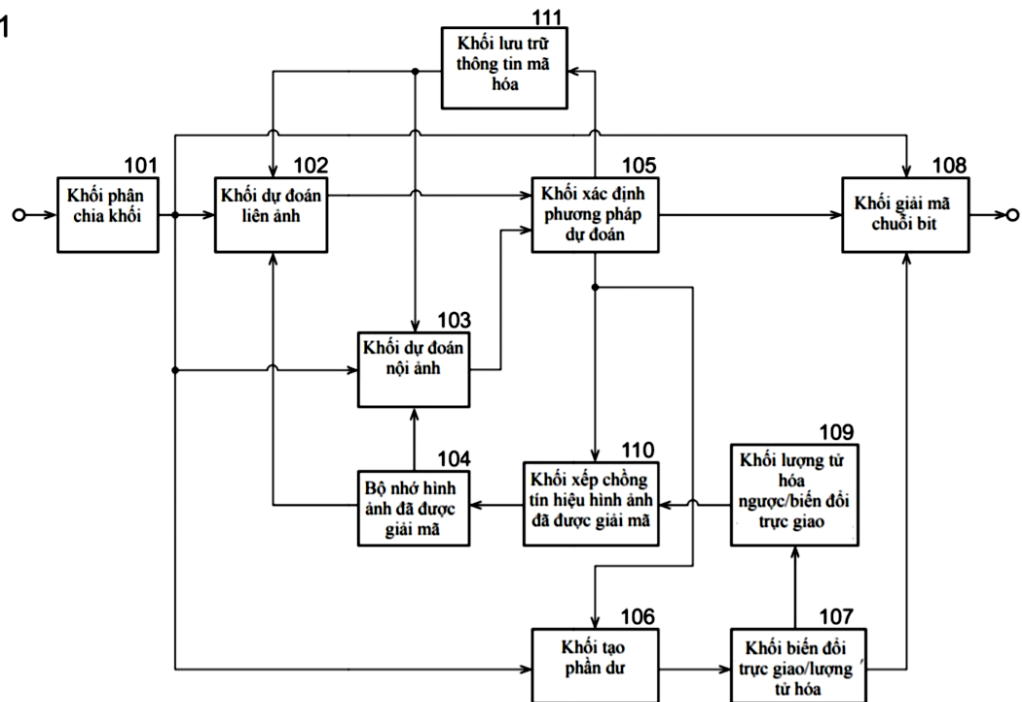 1
111
Khối lưu trữ
thông tin mã
hóa
101
Khối phân
chia khối
102
Khối dự đoán
liên ảnh
105
Khối xác định
phương pháp
dự đoán
108
Khối giải mã
chuỗi bit
103
Khối dự đoán
nội ảnh
104
Bộ nhớ hình
ảnh đã được
giải mã
110
Khối xếp chồng
tín hiệu hình ảnh
đã được giải mã
109
Khối lượng tử
hóa
ngược/biến đổi
trực giao
106
Khối tạo
phần dư
107
Khối biến đổi
trực giao/lượng
tử hóa